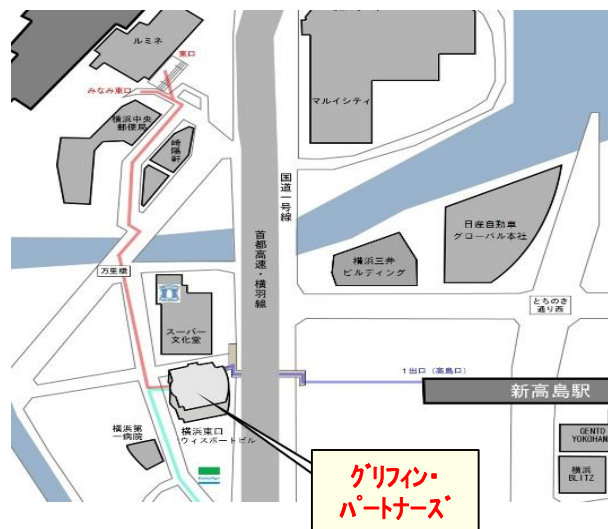 ルミネ
東口
みなみ東口
横浜中央
郵便局
崎陽軒
マルイシティ
国道一号線
首都高速・横羽線
日産自動車
グローバル本社
横浜三井
ビルディング
万里橋
とちのき
通り西
スーパー
文化堂
1出口（高島口）
新高島駅
横浜第
一病院
横浜東口
ウィスポートビル
GENTO
YOKOHAM
横浜
BLITZ
FamilyMart
グリフィン・
パートナーズ